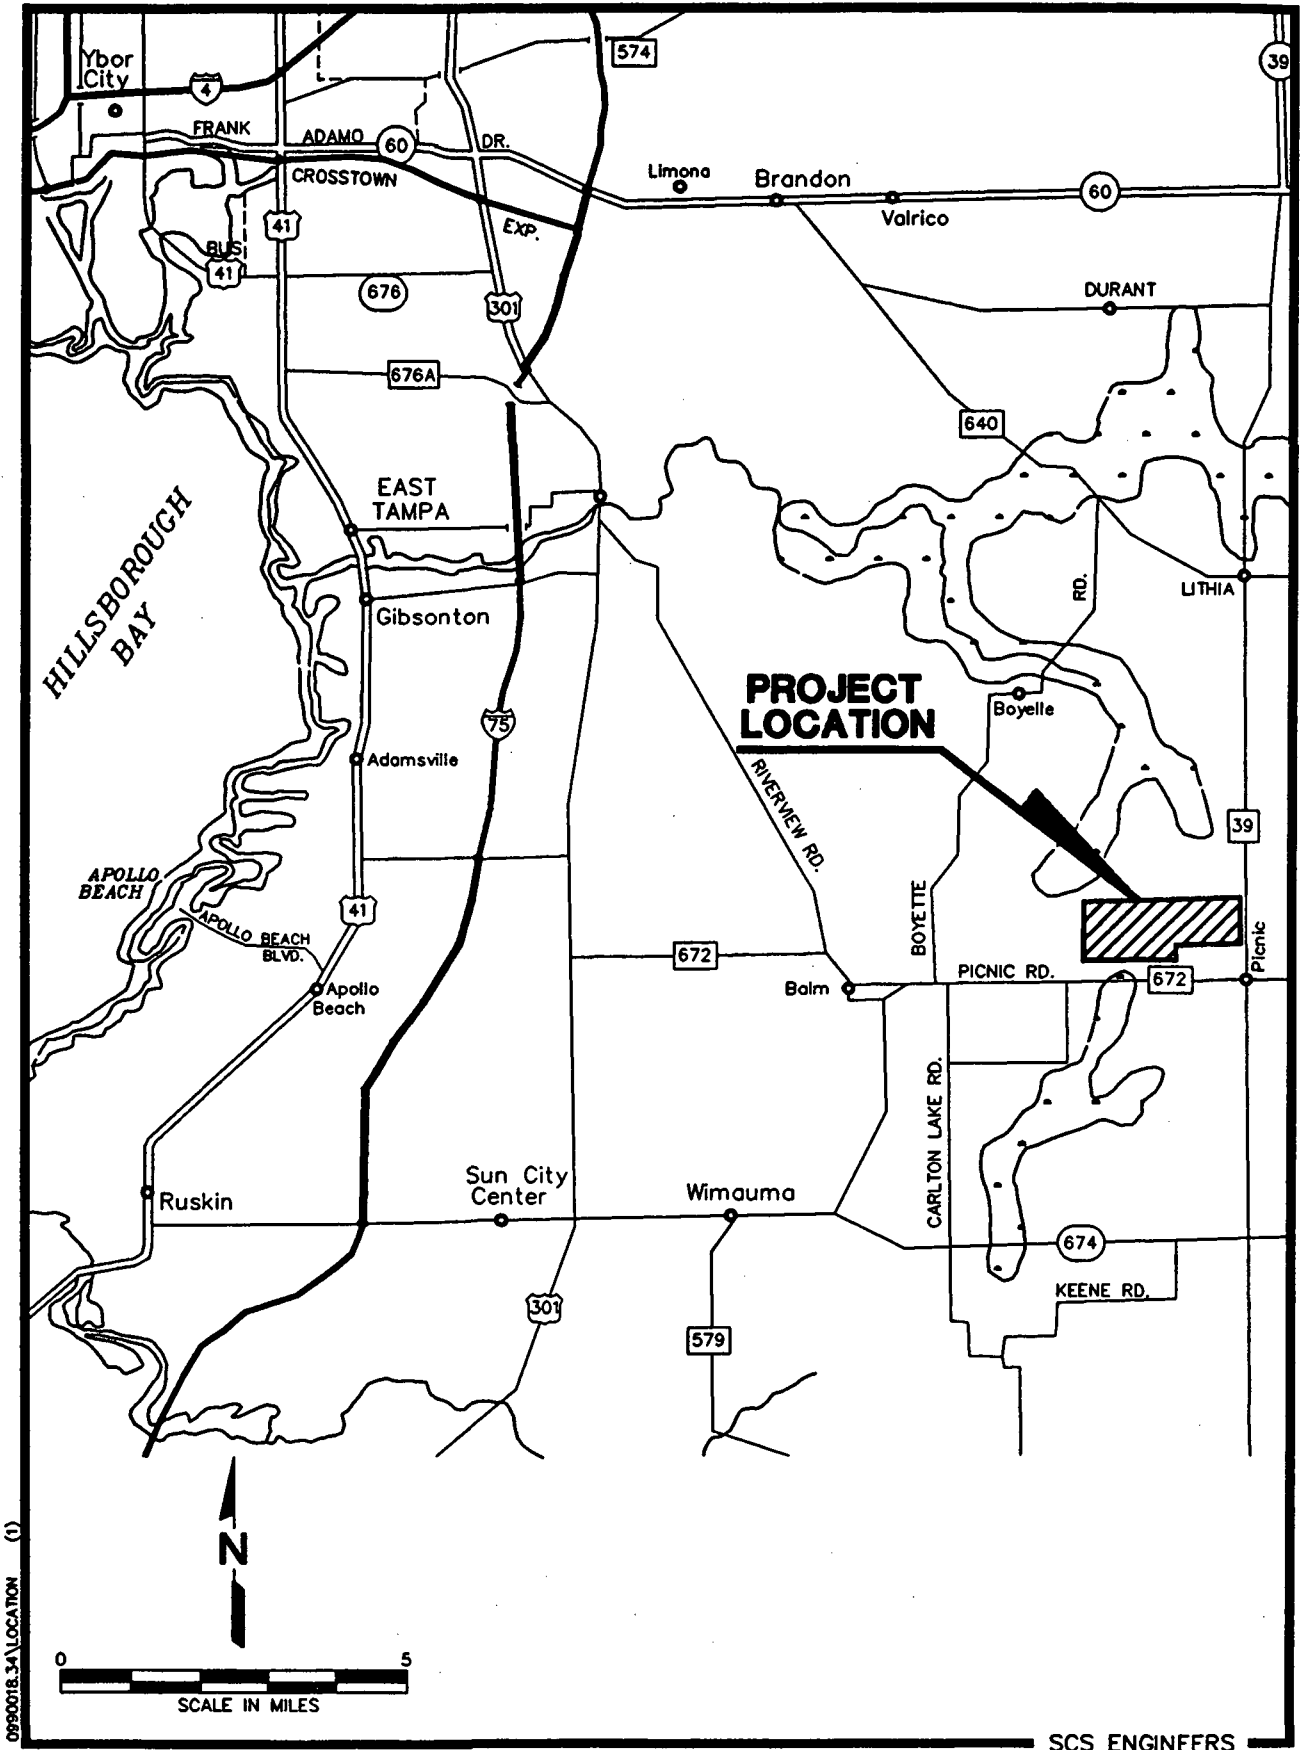 574
39
Ybor
City
4
FRANK
ADAMO
60
DR.
CROSSTOWN
EXP.
Limona
Brandon
Valrico
60
41
BUS
41
676
301
DURANT
676A
640
HILLSBOROUGH
BAY
EAST
TAMPA
RD.
LITHIA
Gibsonton
PROJECT
LOCATION
Boyelle
75
Adamsville
RIVERVIEW RD.
39
APOLLO
BEACH
41
APOLLO BEACH
BLVD.
BOYETTE
672
PICNIC RD.
672
Picnic
Balm
Apollo
Beach
CARLTON LAKE RD.
Sun City
Center
Wimauma
Ruskin
674
KEENE RD.
301
579
N
0
5
SCALE IN MILES
0990018.34\LOCATION (1)
SCS ENGINEERS